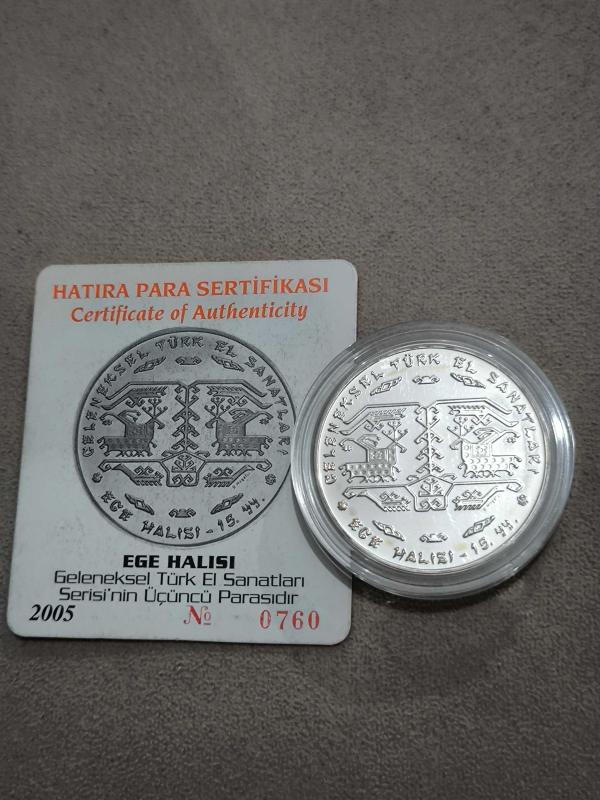 HATIRA PARA SERTİFİKASI
Certificate of Authenticity
GELENEKSEL TÜRK EL SANATLARI
EGE HALISI - 15. yy.
EGE HALISI
Geleneksel Türk El Sanatları
Serisi'nin Üçüncü Parasıdır
2005 № 0760
GELENEKSEL TÜRK EL SANATLARI
EGE HALISI - 15. yy.